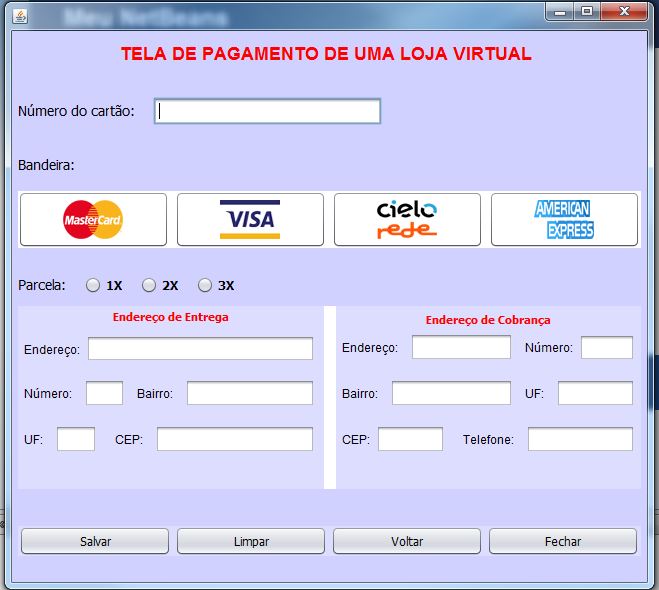 Meu NetBeans
TELA DE PAGAMENTO DE UMA LOJA VIRTUAL
Número do cartão:
Bandeira:
MasterCard VISA cielo rede AMERICAN EXPRESS
Parcela: 1X 2X 3X
Endereço de Entrega
Endereço:
Número: Bairro:
UF: CEP:
Endereço de Cobrança
Endereço: Número:
Bairro: UF:
CEP: Telefone:
Salvar Limpar Voltar Fechar